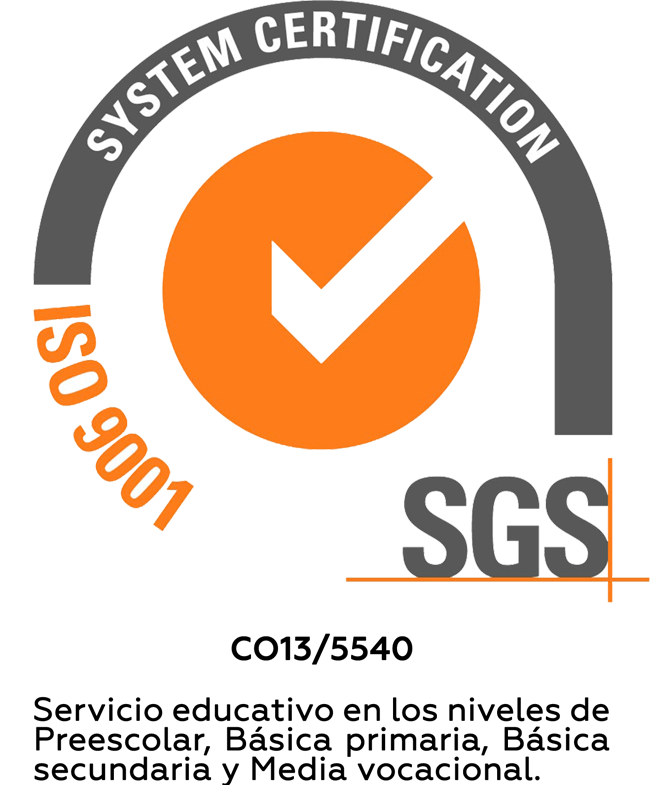 SYSTEM CERTIFICATION
ISO 9001
SGS
CO13/5540
Servicio educativo en los niveles de
Preescolar, Básica primaria, Básica
secundaria y Media vocacional.